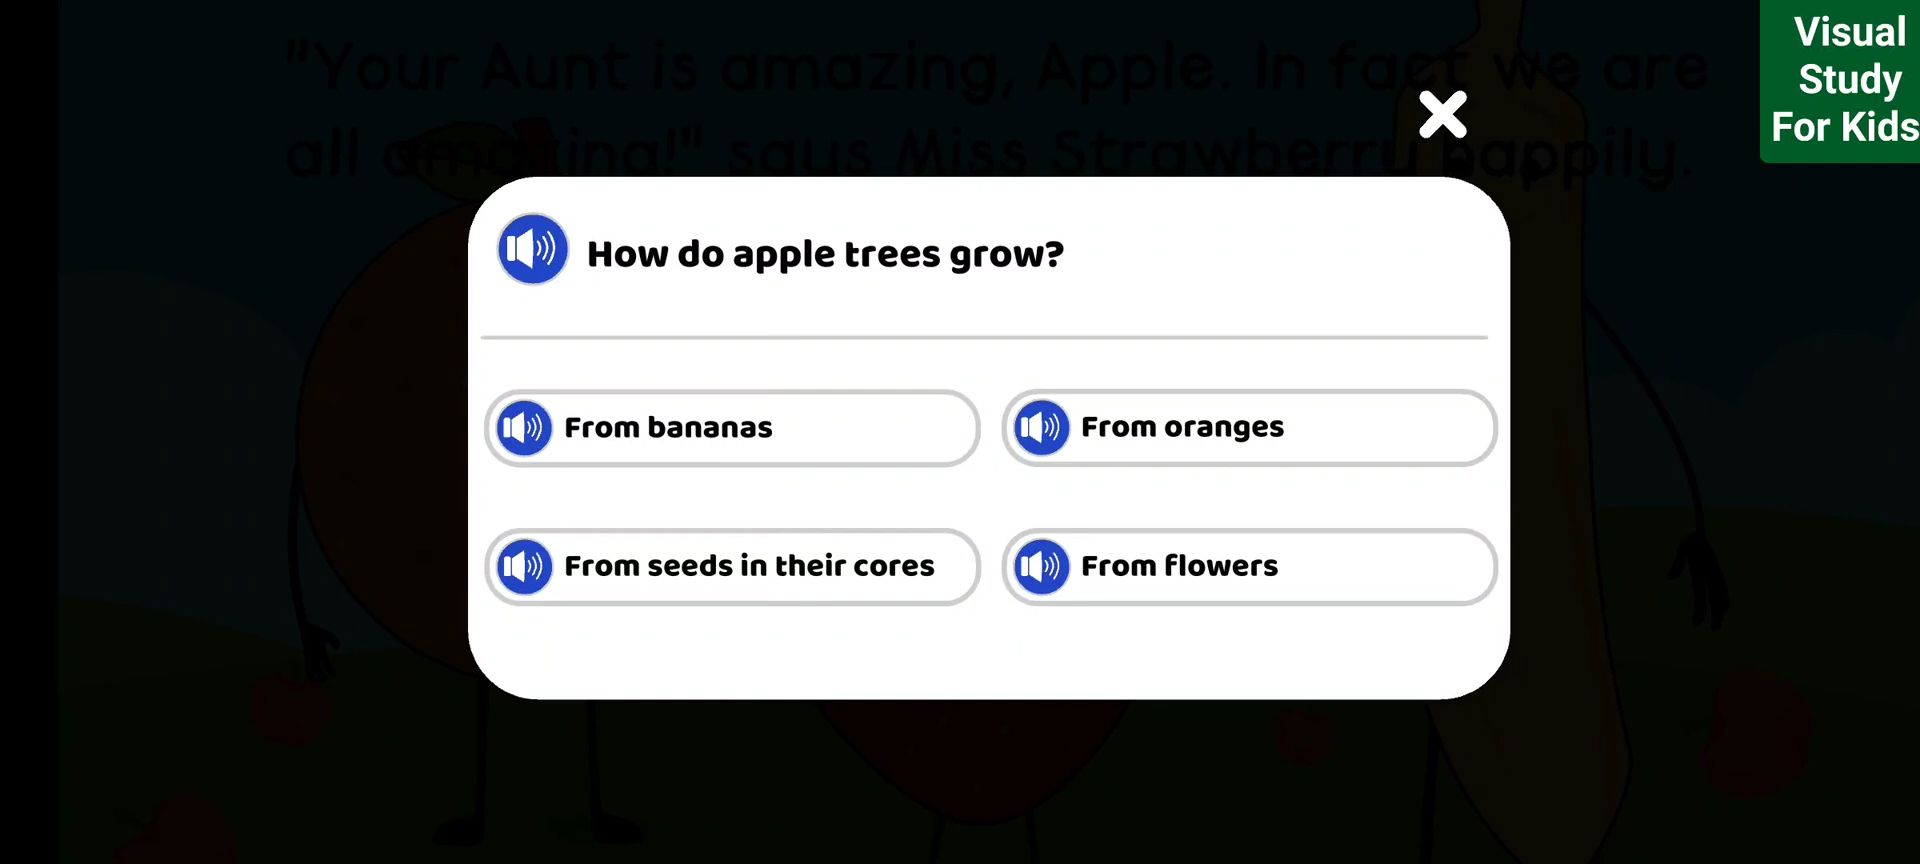 "Your Aunt is amazing, Apple. In fact we are
all amazing!" says Miss Strawberry happily.
Visual
Study
For Kids
How do apple trees grow?
From bananas
From oranges
From seeds in their cores
From flowers